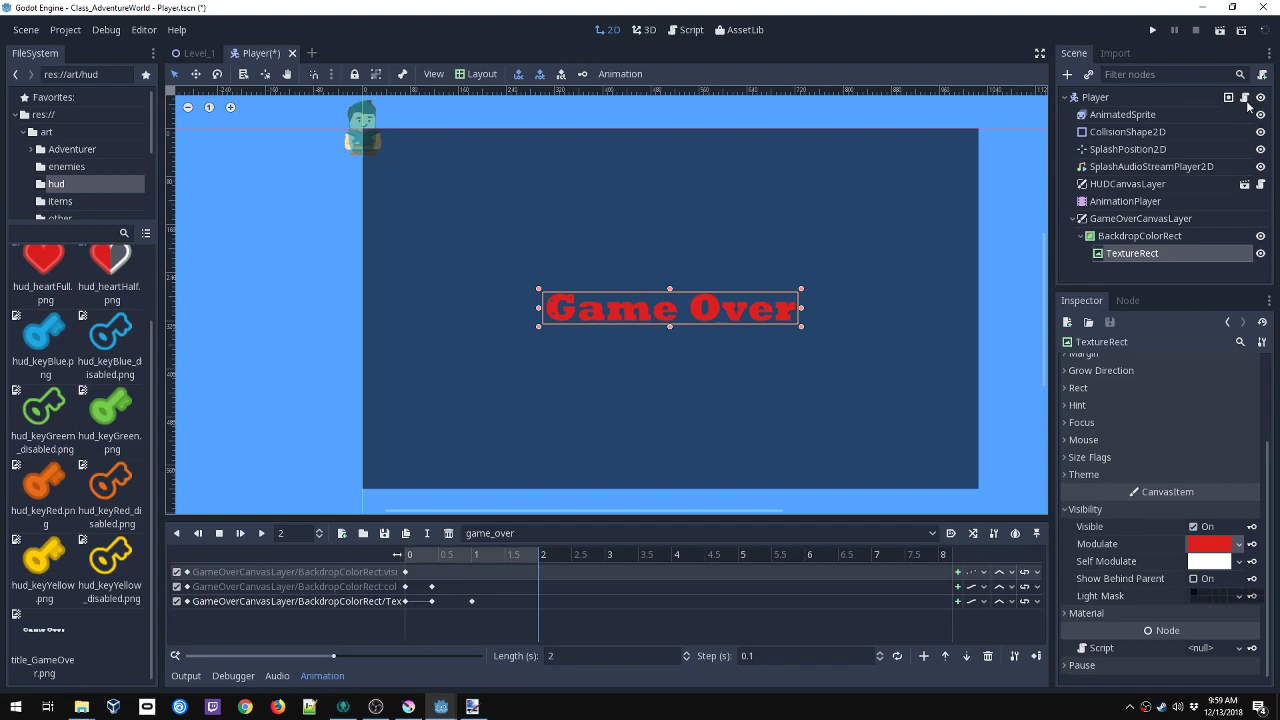 Godot Engine - Class_AdventureWorld - Player.tscn (*)
Scene Project Debug Editor Help
2D 3D Script AssetLib
FileSystem
Level_1 Player(*)
Scene Import
res://art/hud
View Layout Animation
Filter nodes
Favorites:
res://
art
Adventurer
enemies
hud
items
other
Player
AnimatedSprite
CollisionShape2D
SplashPosition2D
SplashAudioStreamPlayer2D
HUDCanvasLayer
AnimationPlayer
GameOverCanvasLayer
BackdropColorRect
TextureRect
hud_heartFull.png
hud_heartHalf.png
hud_keyBlue.png
hud_keyBlue_disabled.png
hud_keyGreen_disabled.png
hud_keyGreen.png
hud_keyRed.png
hud_keyRed_disabled.png
hud_keyYellow.png
hud_keyYellow_disabled.png
Game Over
title_GameOver.png
Game Over
Inspector Node
TextureRect
Margin
Grow Direction
Rect
Hint
Focus
Mouse
Size Flags
Theme
CanvasItem
Visibility
Visible On
Modulate
Self Modulate
Show Behind Parent On
Light Mask
Material
Node
Script <null>
Pause
2 game_over
0 0.5 1 1.5 2 2.5 3 3.5 4 4.5 5 5.5 6 6.5 7 7.5 8
GameOverCanvasLayer/BackdropColorRect:visi
GameOverCanvasLayer/BackdropColorRect:col
GameOverCanvasLayer/BackdropColorRect/Tex
Length (s): 2 Step (s): 0.1
Output Debugger Audio Animation
9:59 AM
12/13/2018